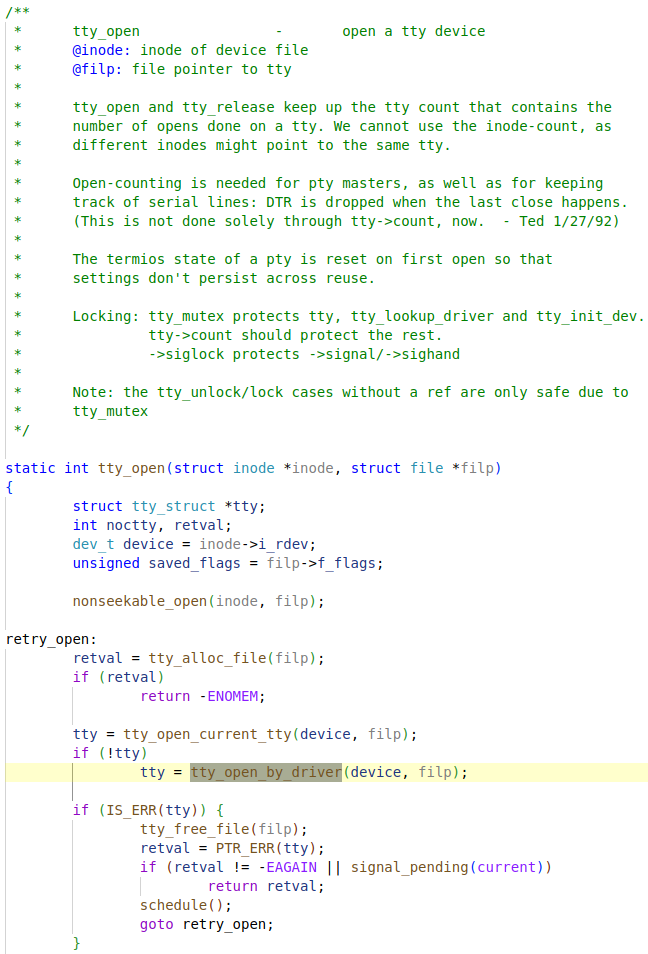 /**
 *      tty_open                -       open a tty device
 *      @inode: inode of device file
 *      @filp: file pointer to tty
 *
 *      tty_open and tty_release keep up the tty count that contains the
 *      number of opens done on a tty. We cannot use the inode-count, as
 *      different inodes might point to the same tty.
 *
 *      Open-counting is needed for pty masters, as well as for keeping
 *      track of serial lines: DTR is dropped when the last close happens.
 *      (This is not done solely through tty->count, now.  - Ted 1/27/92)
 *
 *      The termios state of a pty is reset on first open so that
 *      settings don't persist across reuse.
 *
 *      Locking: tty_mutex protects tty, tty_lookup_driver and tty_init_dev.
 *               tty->count should protect the rest.
 *               ->siglock protects ->signal/->sighand
 *
 *      Note: the tty_unlock/lock cases without a ref are only safe due to
 *      tty_mutex
 */

static int tty_open(struct inode *inode, struct file *filp)
{
        struct tty_struct *tty;
        int noctty, retval;
        dev_t device = inode->i_rdev;
        unsigned saved_flags = filp->f_flags;

        nonseekable_open(inode, filp);

retry_open:
        retval = tty_alloc_file(filp);
        if (retval)
                return -ENOMEM;

        tty = tty_open_current_tty(device, filp);
        if (!tty)
                tty = tty_open_by_driver(device, filp);

        if (IS_ERR(tty)) {
                tty_free_file(filp);
                retval = PTR_ERR(tty);
                if (retval != -EAGAIN || signal_pending(current))
                        return retval;
                schedule();
                goto retry_open;
        }